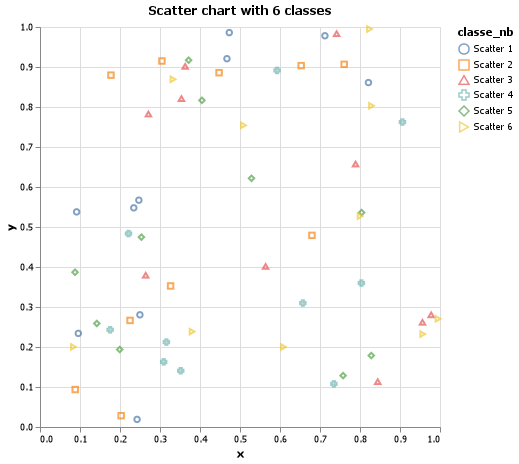 Scatter chart with 6 classes
classe_nb
Scatter 1
Scatter 2
Scatter 3
Scatter 4
Scatter 5
Scatter 6
1.0
0.9
0.8
0.7
0.6
0.5
0.4
0.3
0.2
0.1
0.0
y
0.0 0.1 0.2 0.3 0.4 0.5 0.6 0.7 0.8 0.9 1.0
x